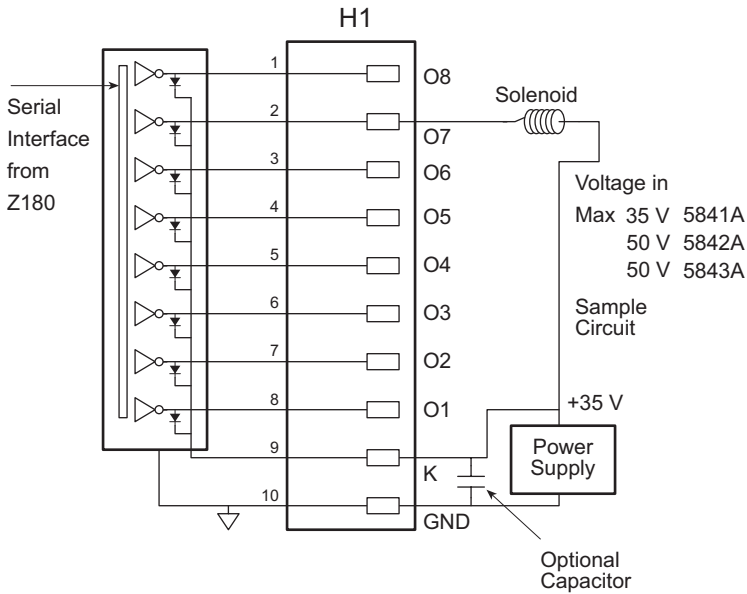 H1
Serial
Interface
from
Z180
1
2
3
4
5
6
7
8
9
10
O8
O7
O6
O5
O4
O3
O2
O1
K
GND
Solenoid
Voltage in
Max 35 V 5841A
50 V 5842A
50 V 5843A
Sample
Circuit
+35 V
Power
Supply
Optional
Capacitor